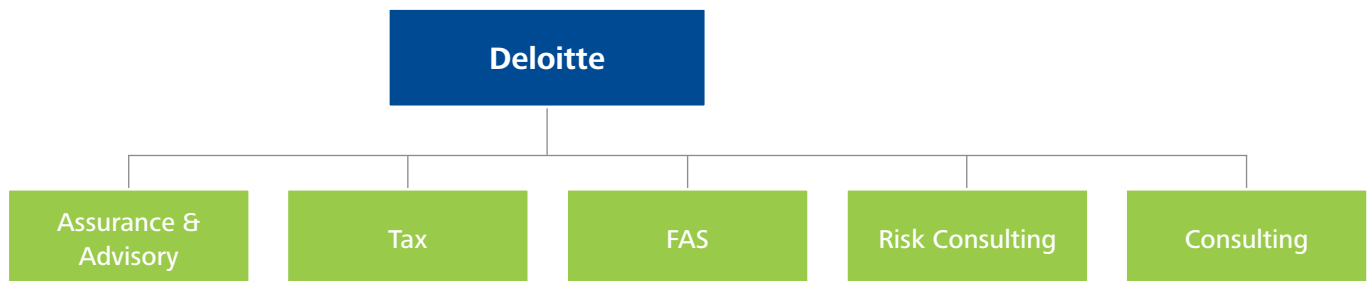 Deloitte
Assurance &
Advisory
Tax
FAS
Risk Consulting
Consulting